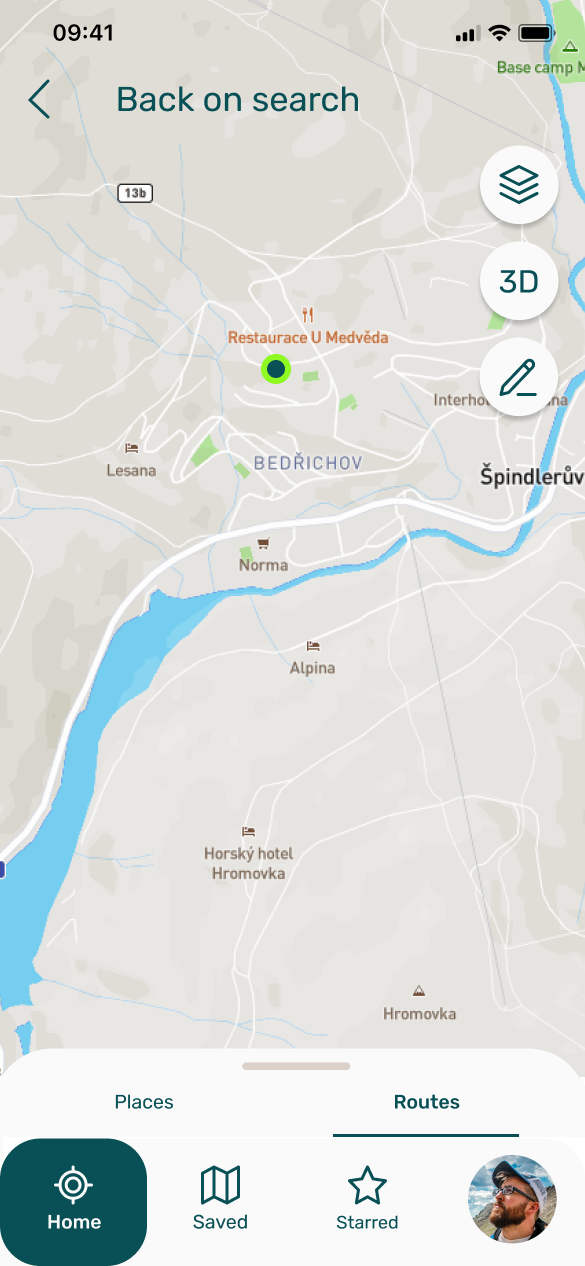 09:41
Base camp M
Back on search
13b
3D
Restaurace U Medvěda
Interho
na
BEDŘICHOV
Lesana
Špindlerův
Norma
Alpina
Horský hotel
Hromovka
Hromovka
Places
Routes
Home
Saved
Starred